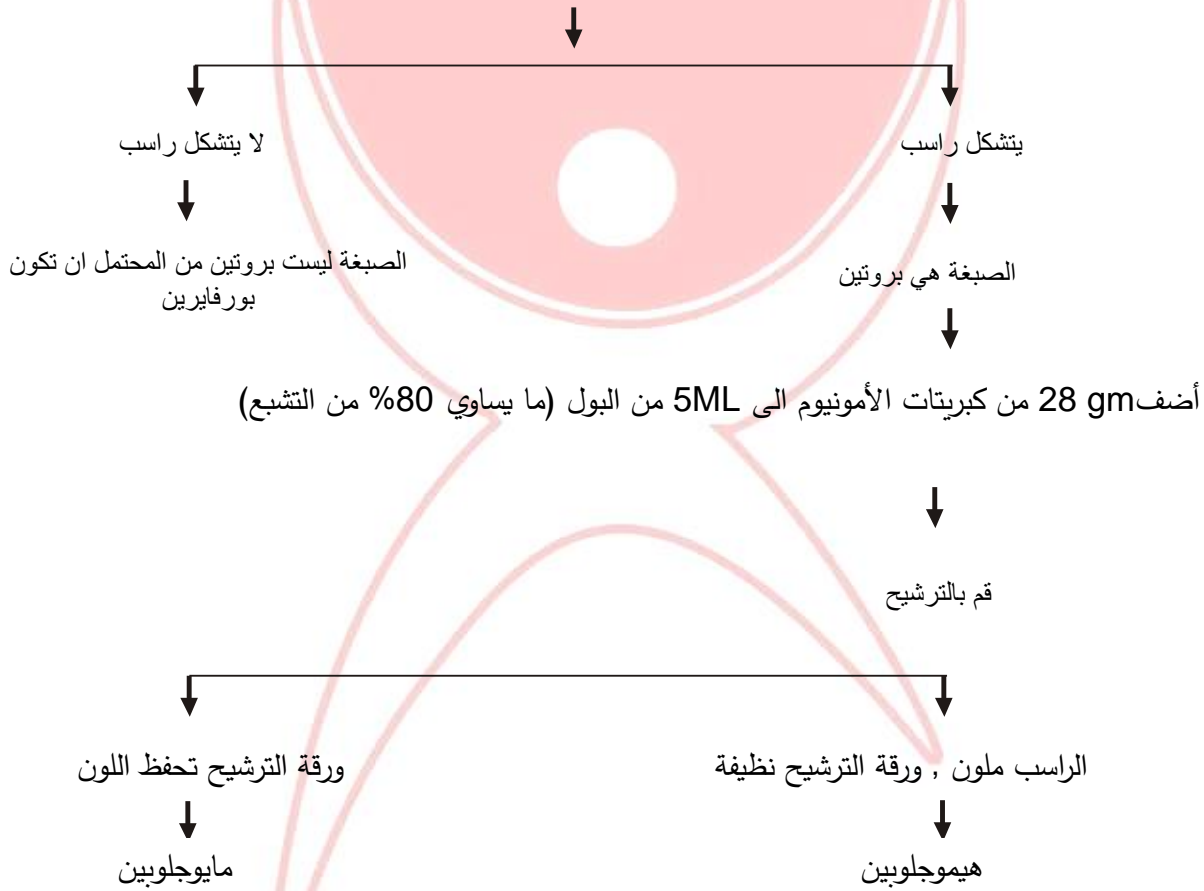 يتشكل راسب
لا يتشكل راسب
الصبغة هي بروتين
الصبغة ليست بروتين من المحتمل ان تكون
بورفايرين
أضف28 gm من كبريتات الأمونيوم الى 5ML من البول (ما يساوي 80% من التشبع)
قم بالترشيح
الراسب ملون , ورقة الترشيح نظيفة
ورقة الترشيح تحفظ اللون
هيموجلوبين
مايوجلوبين